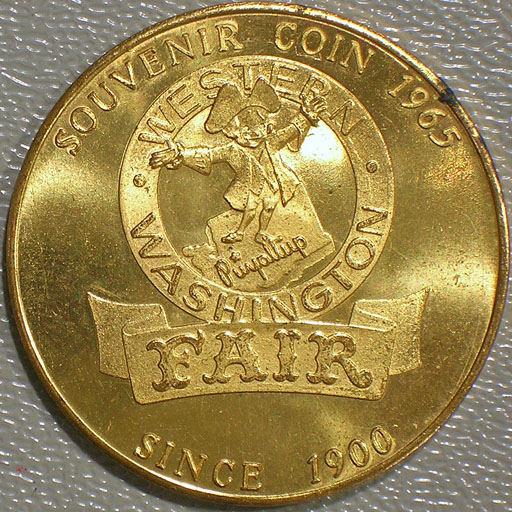 SOUVENIR COIN 1965
WESTERN
Puyallup
WASHINGTON
FAIR
SINCE 1900